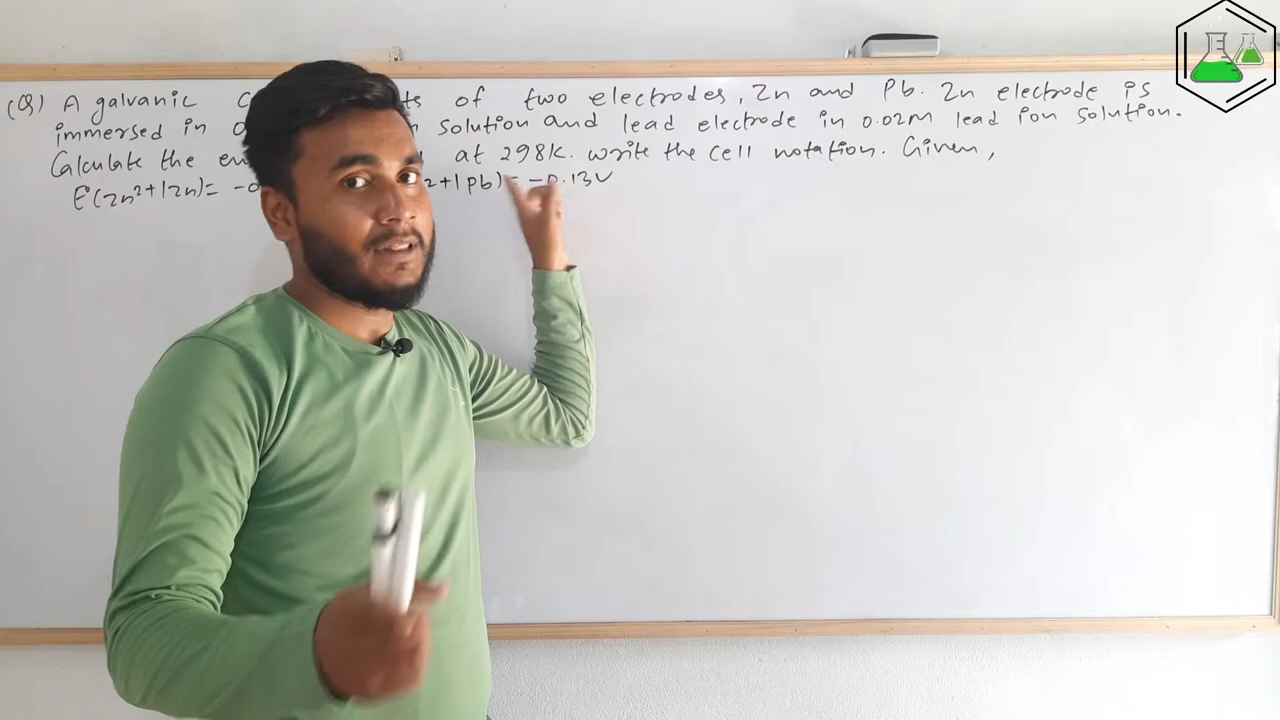 (Q) A galvanic ts of two electrodes, Zn and Pb. Zn electrode is
immersed in solution and lead electrode in 0.02M lead ion solution.
Calculate the at 298K. write the cell notation. Given,
E°(Zn²⁺|Zn)= -0 2+|Pb)= -0.13V